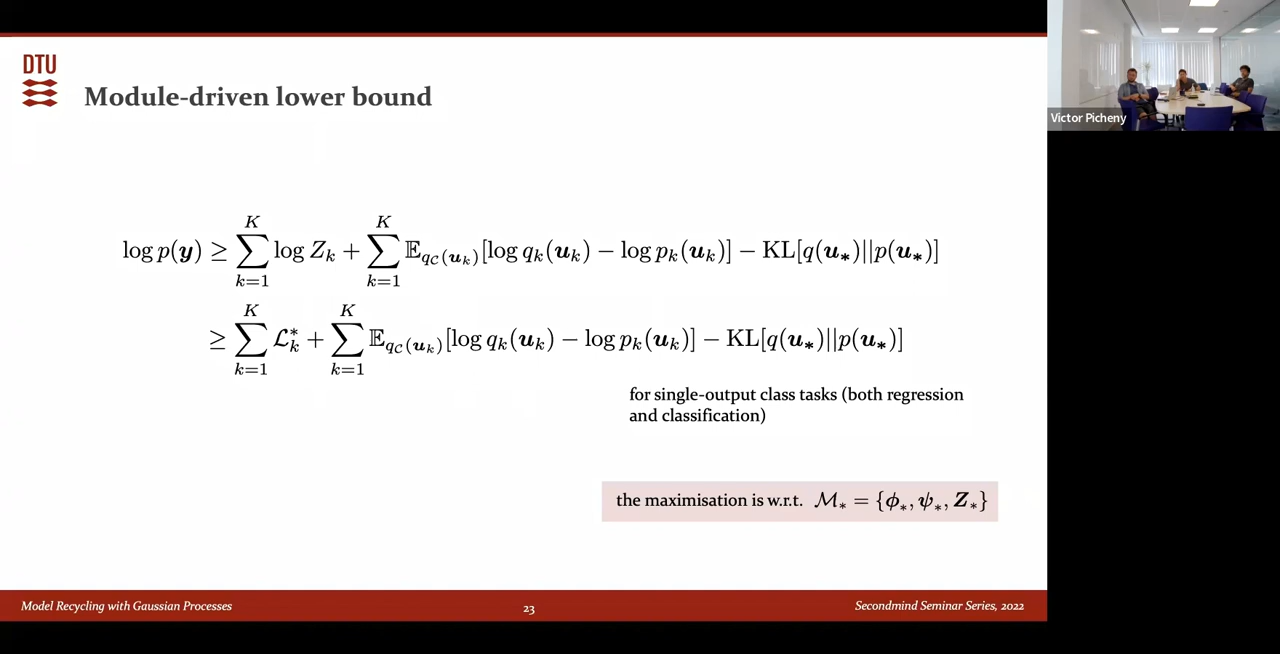 DTU
Module-driven lower bound
Victor Picheny
log p(y) ≥ ∑_{k=1}^{K} log Z_k + ∑_{k=1}^{K} 𝔼_{q_𝒞(u_k)}[log q_k(u_k) − log p_k(u_k)] − KL[q(u_*)||p(u_*)]
≥ ∑_{k=1}^{K} ℒ_k^* + ∑_{k=1}^{K} 𝔼_{q_𝒞(u_k)}[log q_k(u_k) − log p_k(u_k)] − KL[q(u_*)||p(u_*)]
for single-output class tasks (both regression
and classification)
the maximisation is w.r.t. ℳ_* = {ϕ_*, ψ_*, Z_*}
Model Recycling with Gaussian Processes
23
Secondmind Seminar Series, 2022